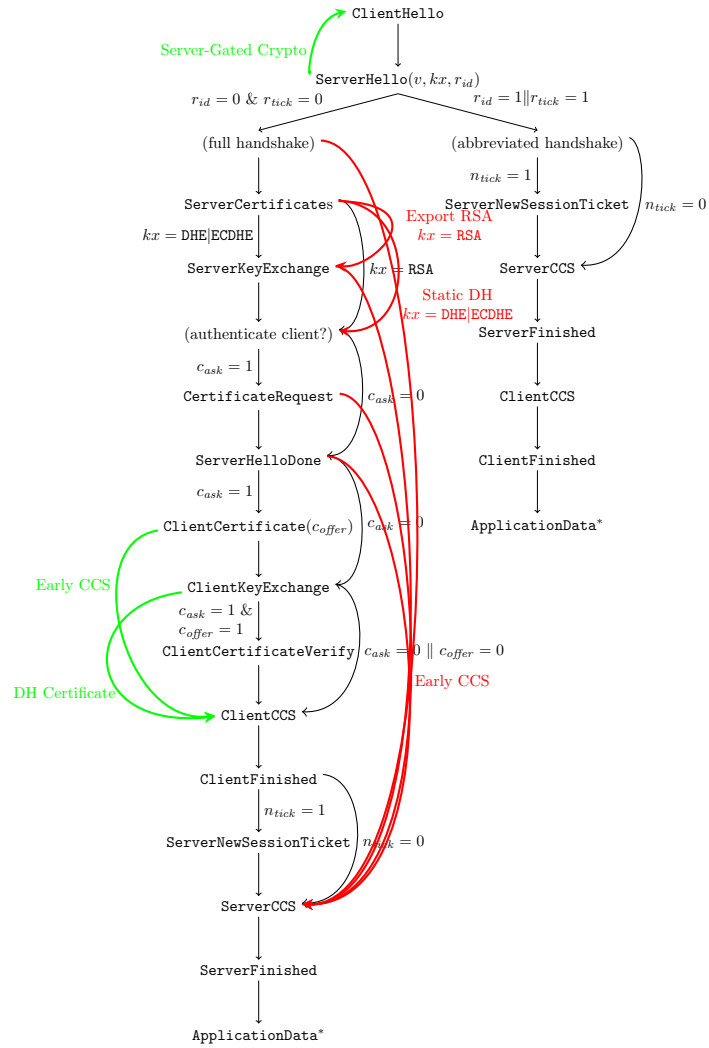 ClientHello
Server-Gated Crypto
ServerHello(v, kx, r_id)
r_id = 0 & r_tick = 0
r_id = 1‖r_tick = 1
(full handshake)
(abbreviated handshake)
n_tick = 1
ServerCertificates
ServerNewSessionTicket
n_tick = 0
Export RSA
kx = RSA
kx = DHE|ECDHE
ServerKeyExchange
kx = RSA
ServerCCS
Static DH
kx = DHE|ECDHE
(authenticate client?)
ServerFinished
c_ask = 1
CertificateRequest
c_ask = 0
ClientCCS
ServerHelloDone
ClientFinished
c_ask = 1
ClientCertificate(c_offer)
c_ask = 0
ApplicationData*
Early CCS
ClientKeyExchange
c_ask = 1 &
c_offer = 1
ClientCertificateVerify
c_ask = 0 ‖ c_offer = 0
Early CCS
DH Certificate
ClientCCS
ClientFinished
n_tick = 1
ServerNewSessionTicket
n_tick = 0
ServerCCS
ServerFinished
ApplicationData*